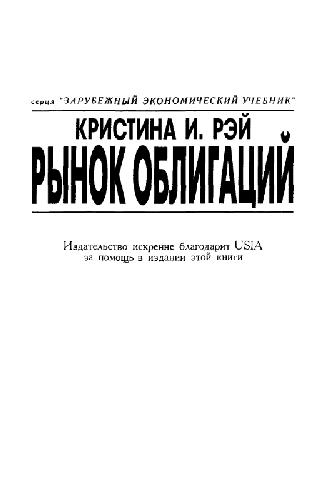 серия "ЗАРУБЕЖНЫЙ ЭКОНОМИЧЕСКИЙ УЧЕБНИК"
КРИСТИНА И. РЭЙ
РЫНОК ОБЛИГАЦИЙ
Издательство искренне благодарит USIA
за помощь в издании этой книги